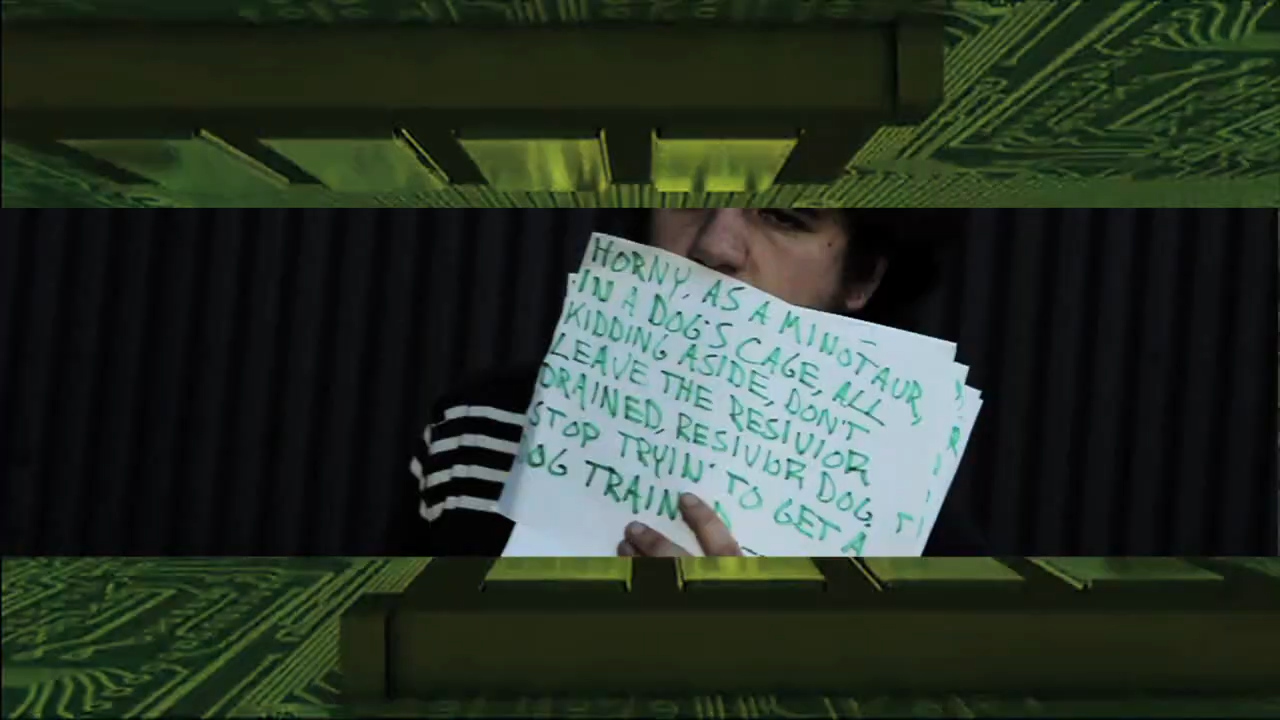 HORNY, AS A MINOTAUR,
IN A DOG'S CAGE, ALL
KIDDING ASIDE, DON'T
LEAVE THE RESIVIOR
DRAINED, RESIVIOR DOG,
STOP TRYIN' TO GET A
OG TRAIN D